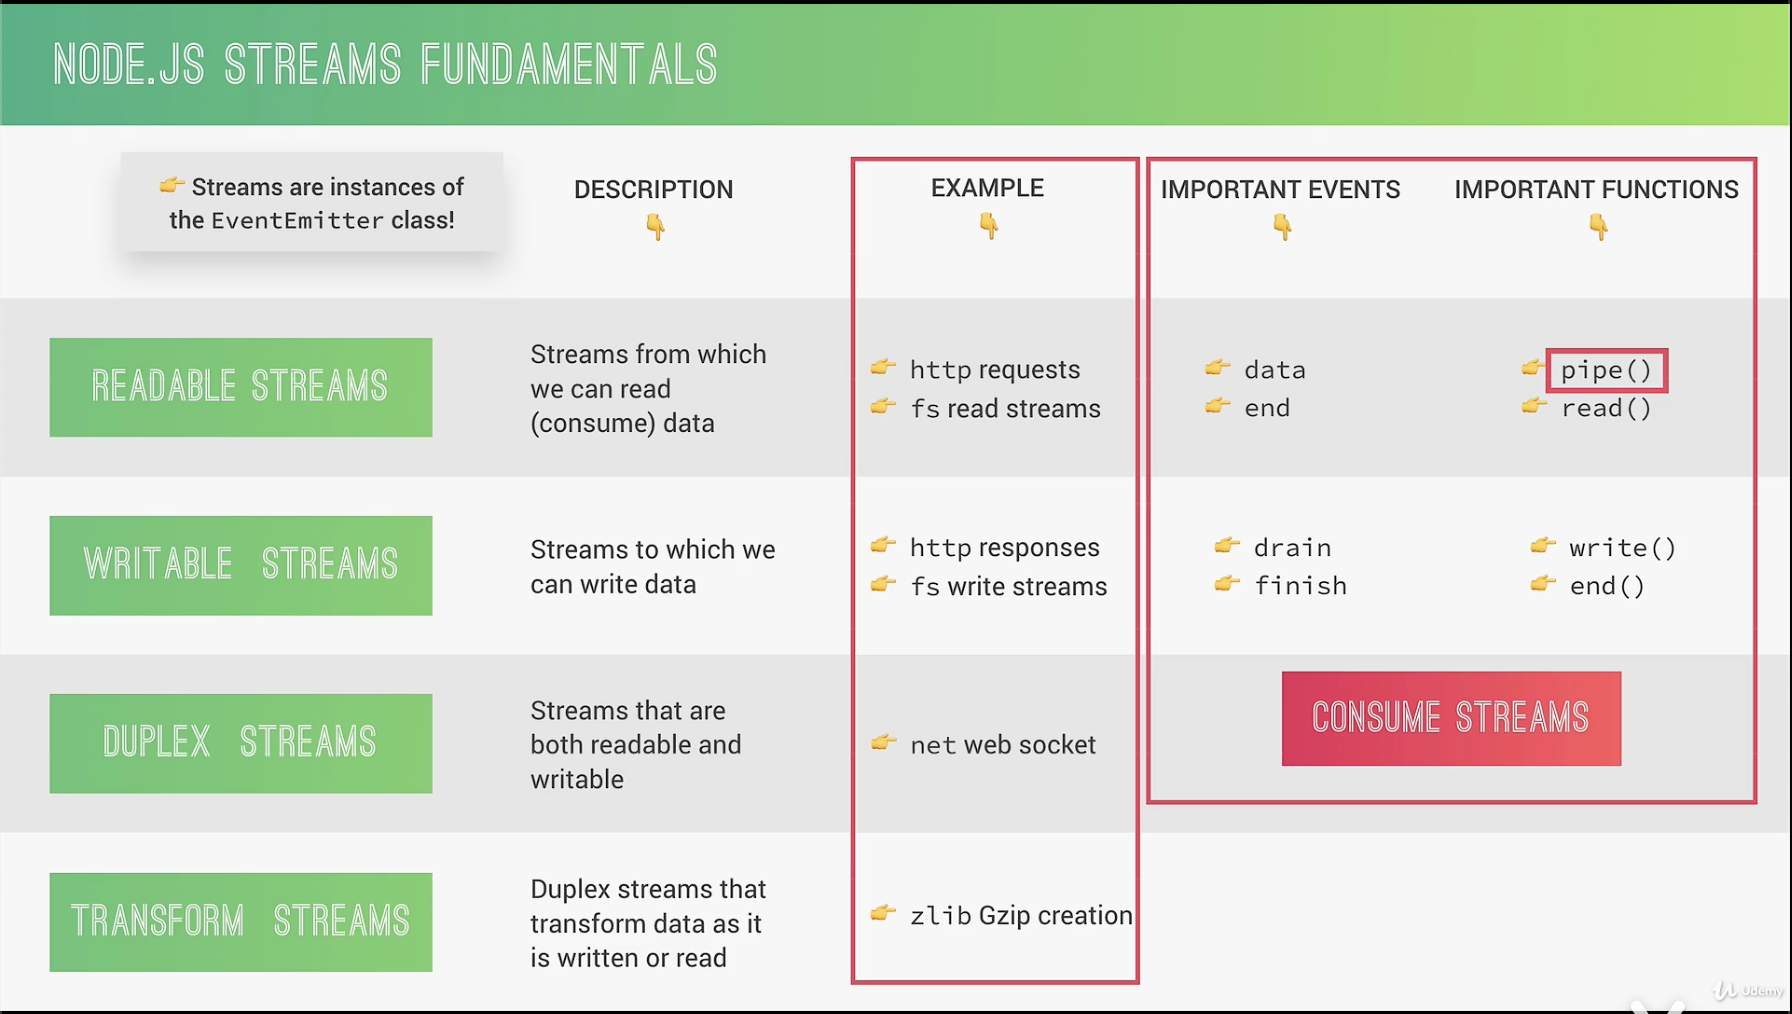 NODE.JS STREAMS FUNDAMENTALS
👉 Streams are instances of
the EventEmitter class!
DESCRIPTION
👇
EXAMPLE
👇
IMPORTANT EVENTS
👇
IMPORTANT FUNCTIONS
👇
READABLE STREAMS
Streams from which
we can read
(consume) data
👉 http requests
👉 fs read streams
👉 data
👉 end
👉 pipe()
👉 read()
WRITABLE STREAMS
Streams to which we
can write data
👉 http responses
👉 fs write streams
👉 drain
👉 finish
👉 write()
👉 end()
DUPLEX STREAMS
Streams that are
both readable and
writable
👉 net web socket
CONSUME STREAMS
TRANSFORM STREAMS
Duplex streams that
transform data as it
is written or read
👉 zlib Gzip creation
Udemy